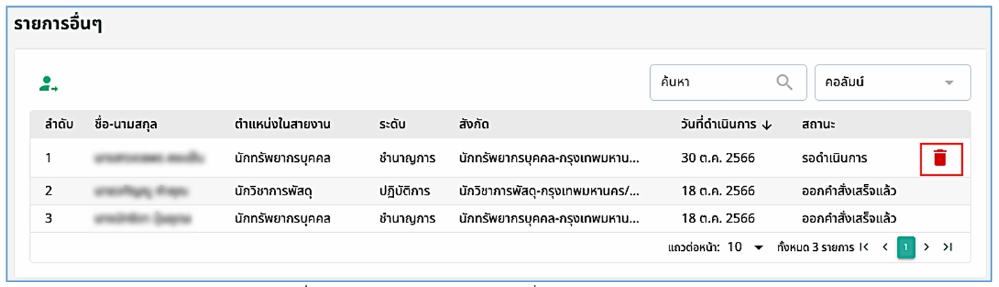 รายการอื่นๆ
ค้นหา คอลัมน์
ลำดับ ชื่อ-นามสกุล ตำแหน่งในสายงาน ระดับ สังกัด วันที่ดำเนินการ สถานะ
1 นักทรัพยากรบุคคล ชำนาญการ นักทรัพยากรบุคคล-กรุงเทพมหาน... 30 ต.ค. 2566 รอดำเนินการ
2 นักวิชาการพัสดุ ปฏิบัติการ นักวิชาการพัสดุ-กรุงเทพมหานคร/... 18 ต.ค. 2566 ออกคำสั่งเสร็จแล้ว
3 นักทรัพยากรบุคคล ชำนาญการ นักทรัพยากรบุคคล-กรุงเทพมหาน... 18 ต.ค. 2566 ออกคำสั่งเสร็จแล้ว
แถวต่อหน้า: 10 ทั้งหมด 3 รายการ 1